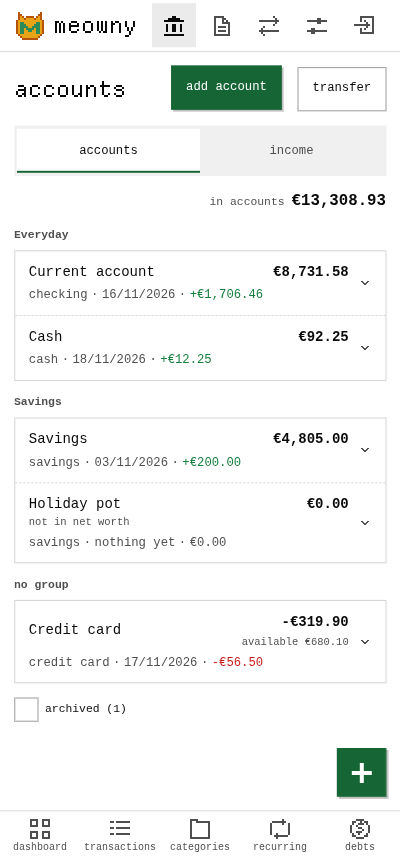 meowny
accounts
add account
transfer
accounts
income
in accounts €13,308.93
Everyday
Current account €8,731.58
checking · 16/11/2026 · +€1,706.46
Cash €92.25
cash · 18/11/2026 · +€12.25
Savings
Savings €4,805.00
savings · 03/11/2026 · +€200.00
Holiday pot €0.00
not in net worth
savings · nothing yet · €0.00
no group
Credit card -€319.90
available €680.10
credit card · 17/11/2026 · -€56.50
archived (1)
dashboard
transactions
categories
recurring
debts